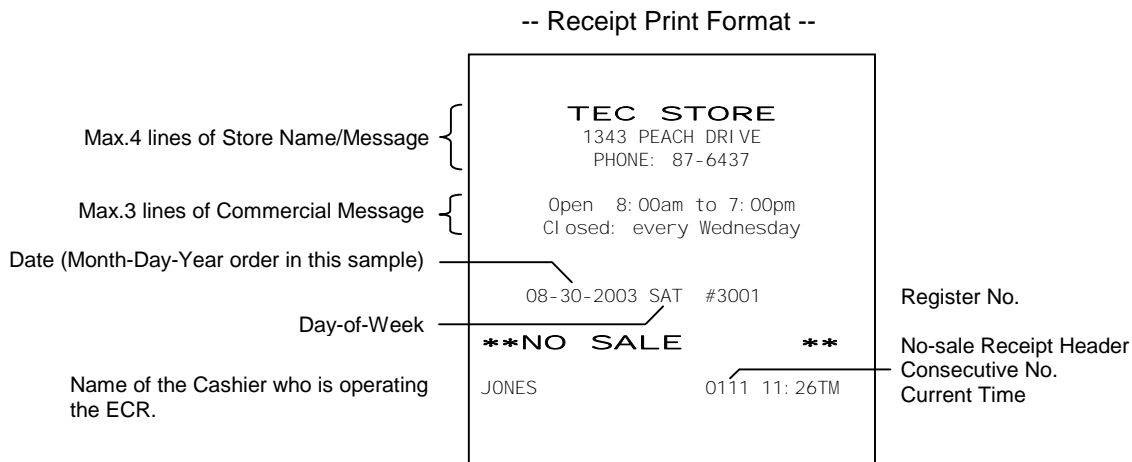 -- Receipt Print Format --
TEC STORE
Max.4 lines of Store Name/Message
1343 PEACH DRIVE
PHONE: 87-6437
Max.3 lines of Commercial Message
Open 8:00am to 7:00pm
Closed: every Wednesday
Date (Month-Day-Year order in this sample)
08-30-2003 SAT #3001
Register No.
Day-of-Week
**NO SALE **
No-sale Receipt Header
Consecutive No.
Name of the Cashier who is operating
the ECR.
JONES 0111 11:26TM
Current Time